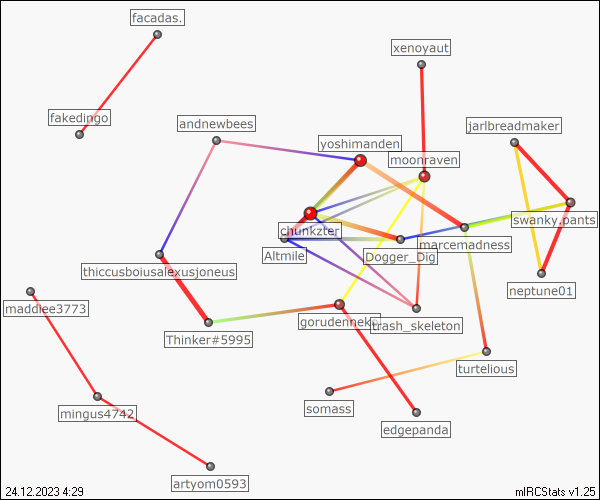 facadas.
xenoyaut
fakedingo
andnewbees
jarlbreadmaker
yoshimanden
moonraven
swanky.pants
chunkzter
marcemadness
Altmile
Dogger_Dig
thiccusboiusalexusjoneus
neptune01
maddiee3773
gorudenneko
trash_skeleton
Thinker#5995
turtelious
somass
mingus4742
edgepanda
artyom0593
24.12.2023 4:29
mIRCStats v1.25